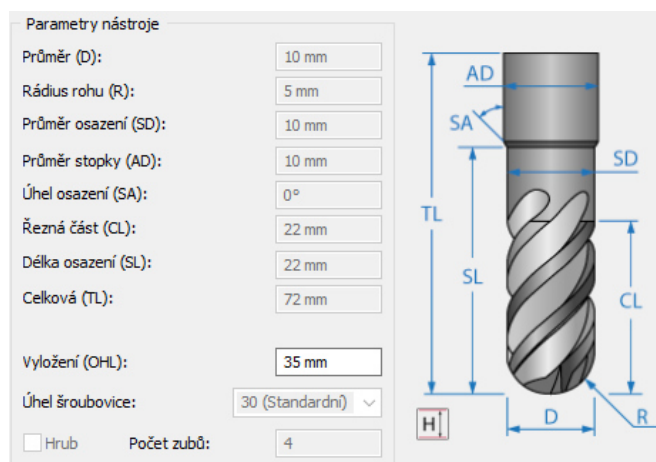 Parametry nástroje
Průměr (D): 10 mm
Rádius rohu (R): 5 mm
Průměr osazení (SD): 10 mm
Průměr stopky (AD): 10 mm
Úhel osazení (SA): 0°
Řezná část (CL): 22 mm
Délka osazení (SL): 22 mm
Celková (TL): 72 mm
Vyložení (OHL): 35 mm
Úhel šroubovice: 30 (Standardní)
Hrub Počet zubů: 4
AD
SA
SD
TL
SL
CL
H
D
R